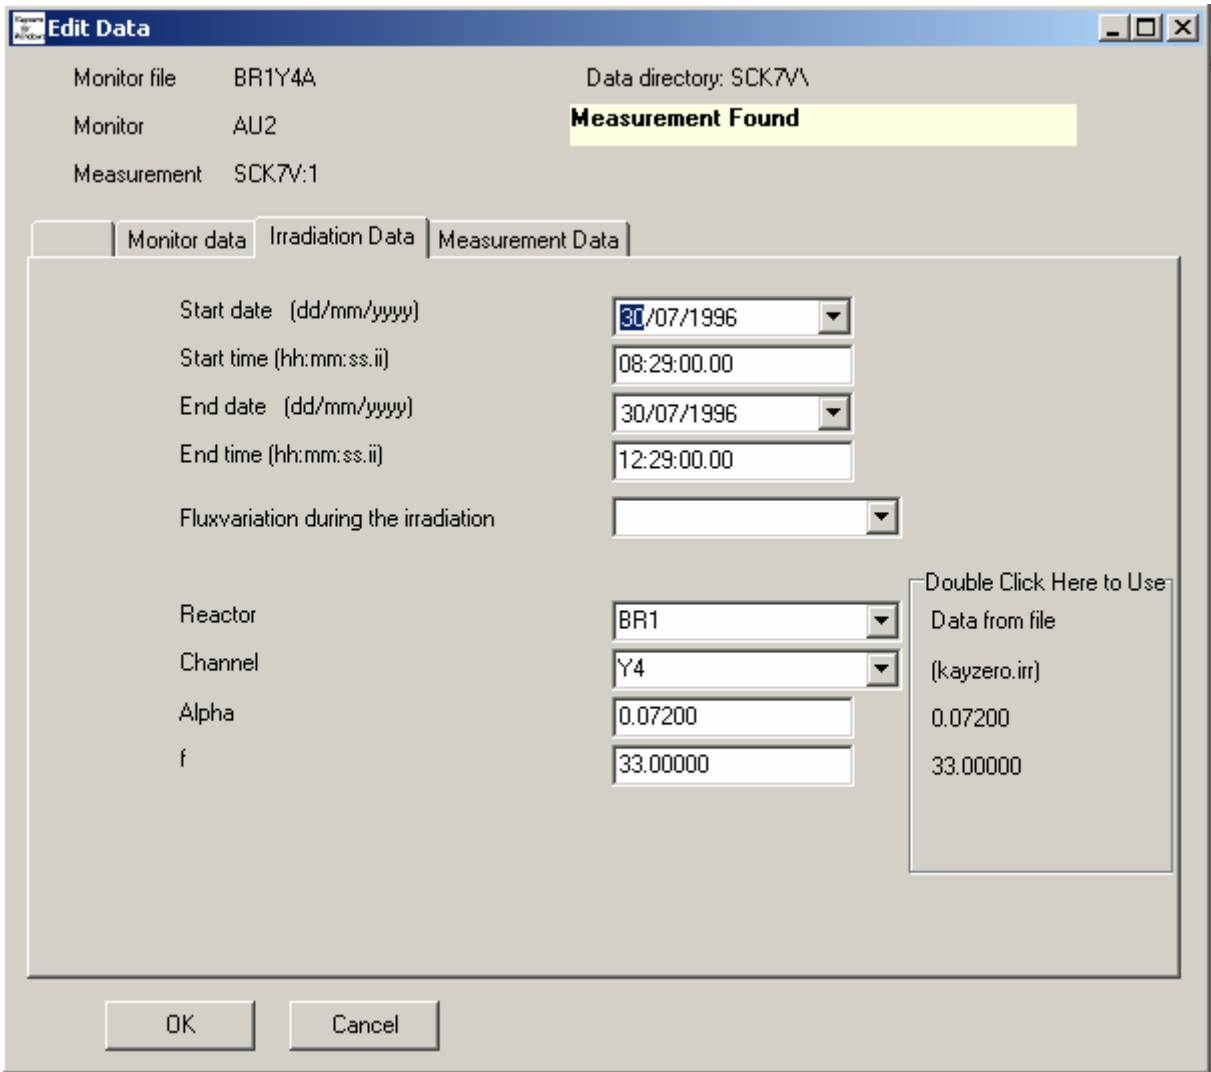 Edit Data
Monitor file BR1Y4A Data directory: SCK7V\
Monitor AU2 Measurement Found
Measurement SCK7V:1
Monitor data Irradiation Data Measurement Data
Start date (dd/mm/yyyy) 30/07/1996
Start time (hh:mm:ss.ii) 08:29:00.00
End date (dd/mm/yyyy) 30/07/1996
End time (hh:mm:ss.ii) 12:29:00.00
Fluxvariation during the irradiation
Double Click Here to Use
Reactor BR1 Data from file
Channel Y4 (kayzero.irr)
Alpha 0.07200 0.07200
f 33.00000 33.00000
OK Cancel